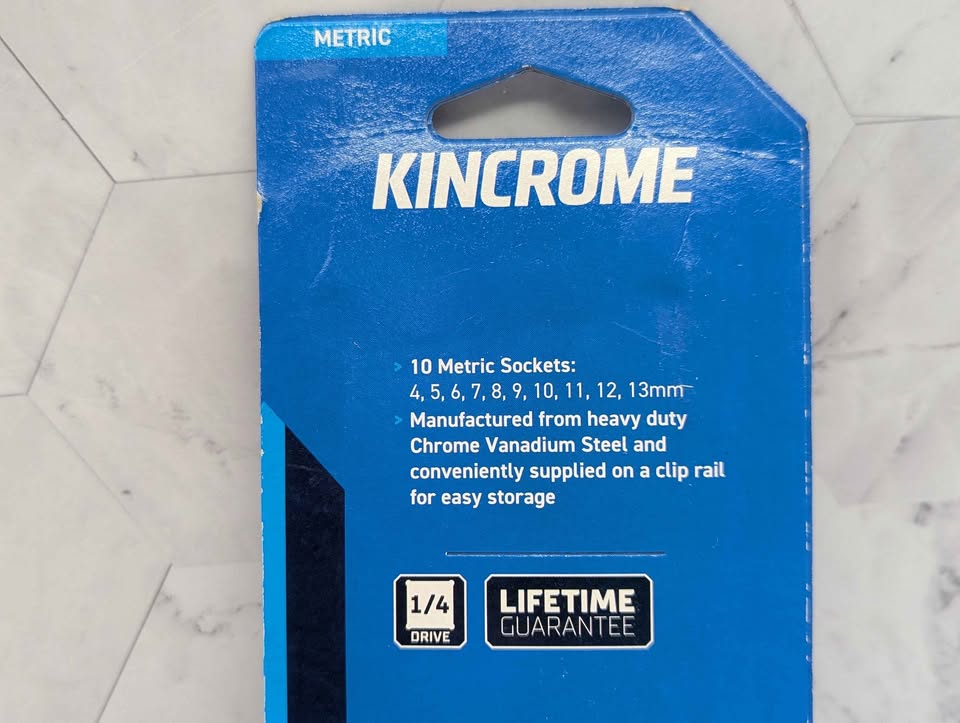 METRIC
KINCROME
10 Metric Sockets:
4, 5, 6, 7, 8, 9, 10, 11, 12, 13mm
Manufactured from heavy duty
Chrome Vanadium Steel and
conveniently supplied on a clip rail
for easy storage
1/4
DRIVE
LIFETIME
GUARANTEE